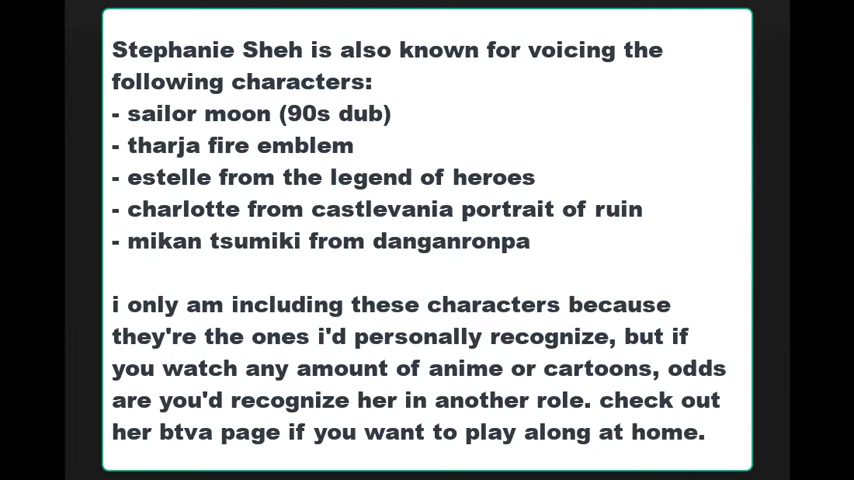 Stephanie Sheh is also known for voicing the
following characters:
- sailor moon (90s dub)
- tharja fire emblem
- estelle from the legend of heroes
- charlotte from castlevania portrait of ruin
- mikan tsumiki from danganronpa
i only am including these characters because
they're the ones i'd personally recognize, but if
you watch any amount of anime or cartoons, odds
are you'd recognize her in another role. check out
her btva page if you want to play along at home.